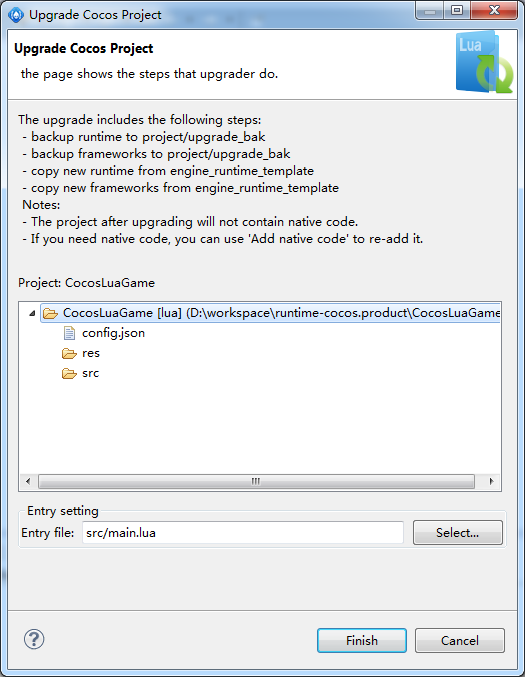 Upgrade Cocos Project
Upgrade Cocos Project
the page shows the steps that upgrader do.
Lua
The upgrade includes the following steps:
- backup runtime to project/upgrade_bak
- backup frameworks to project/upgrade_bak
- copy new runtime from engine_runtime_template
- copy new frameworks from engine_runtime_template
Notes:
- The project after upgrading will not contain native code.
- If you need native code, you can use 'Add native code' to re-add it.
Project: CocosLuaGame
CocosLuaGame [lua] (D:\workspace\runtime-cocos.product\CocosLuaGame
config.json
res
src
Entry setting
Entry file: src/main.lua Select...
? Finish Cancel